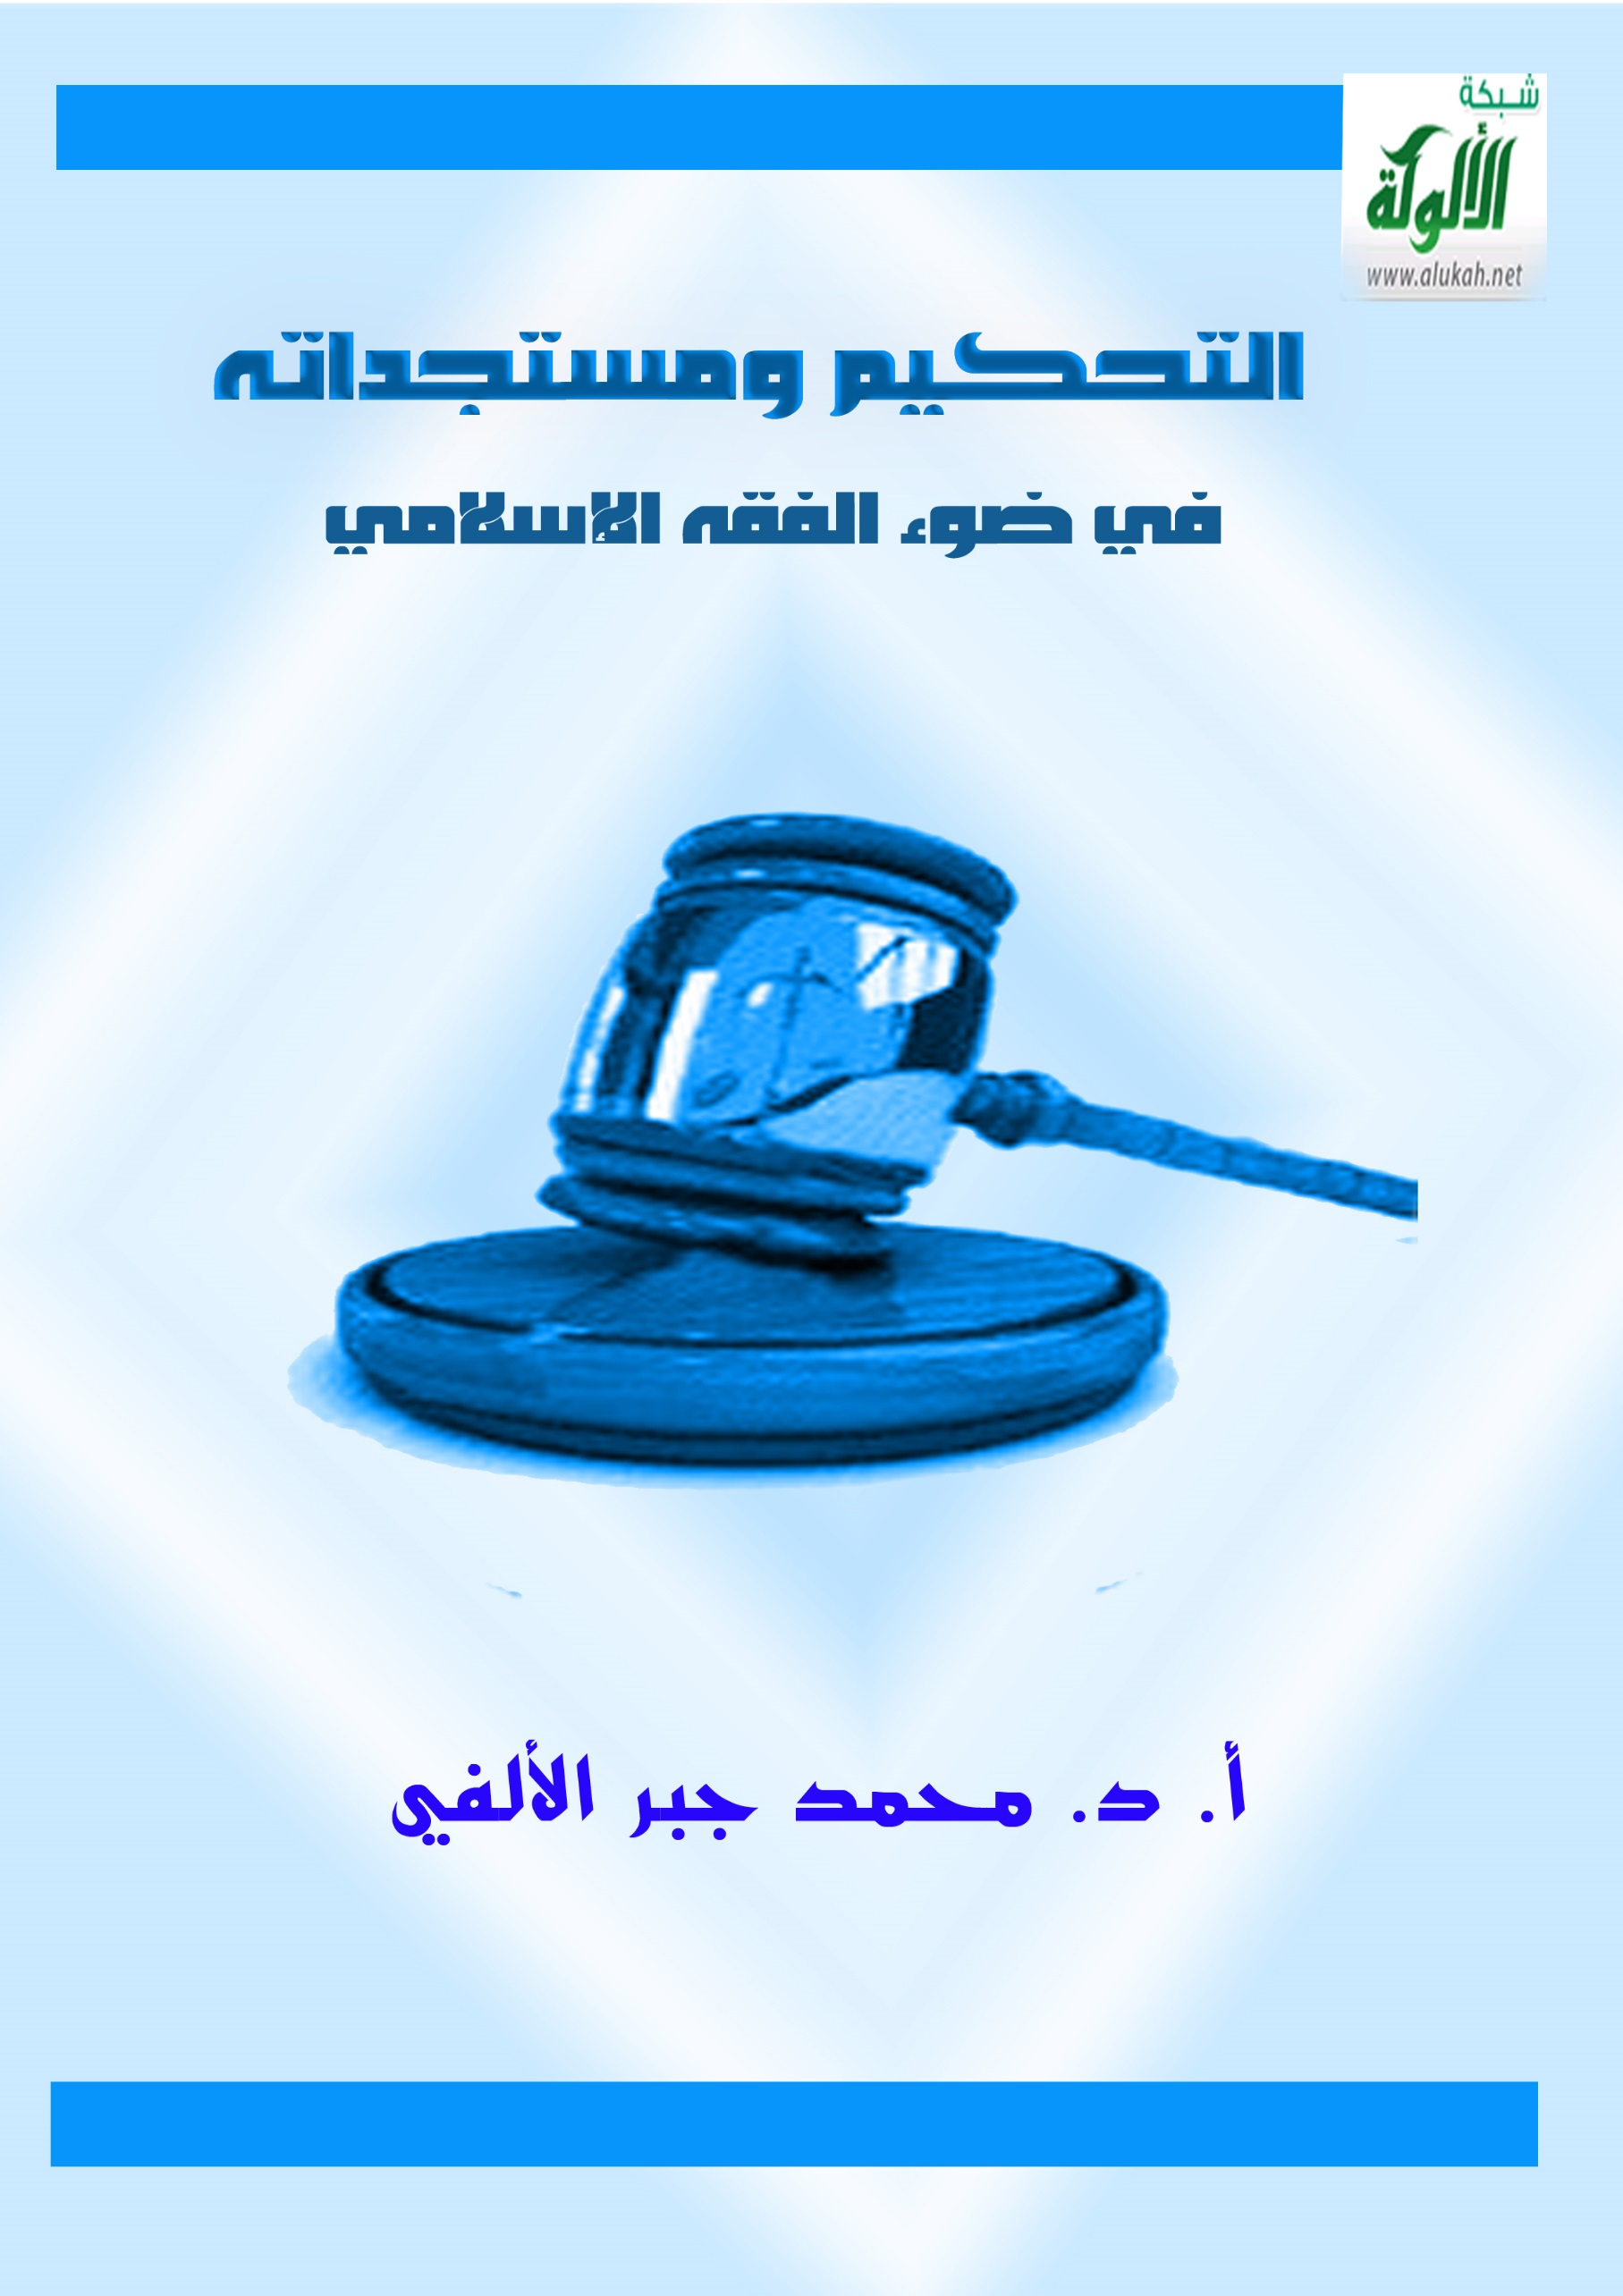 شبكة
الألوكة
www.alukah.net
التحكيم ومستجداته
في ضوء الفقه الإسلامي
أ. د. محمد جبر الألفي